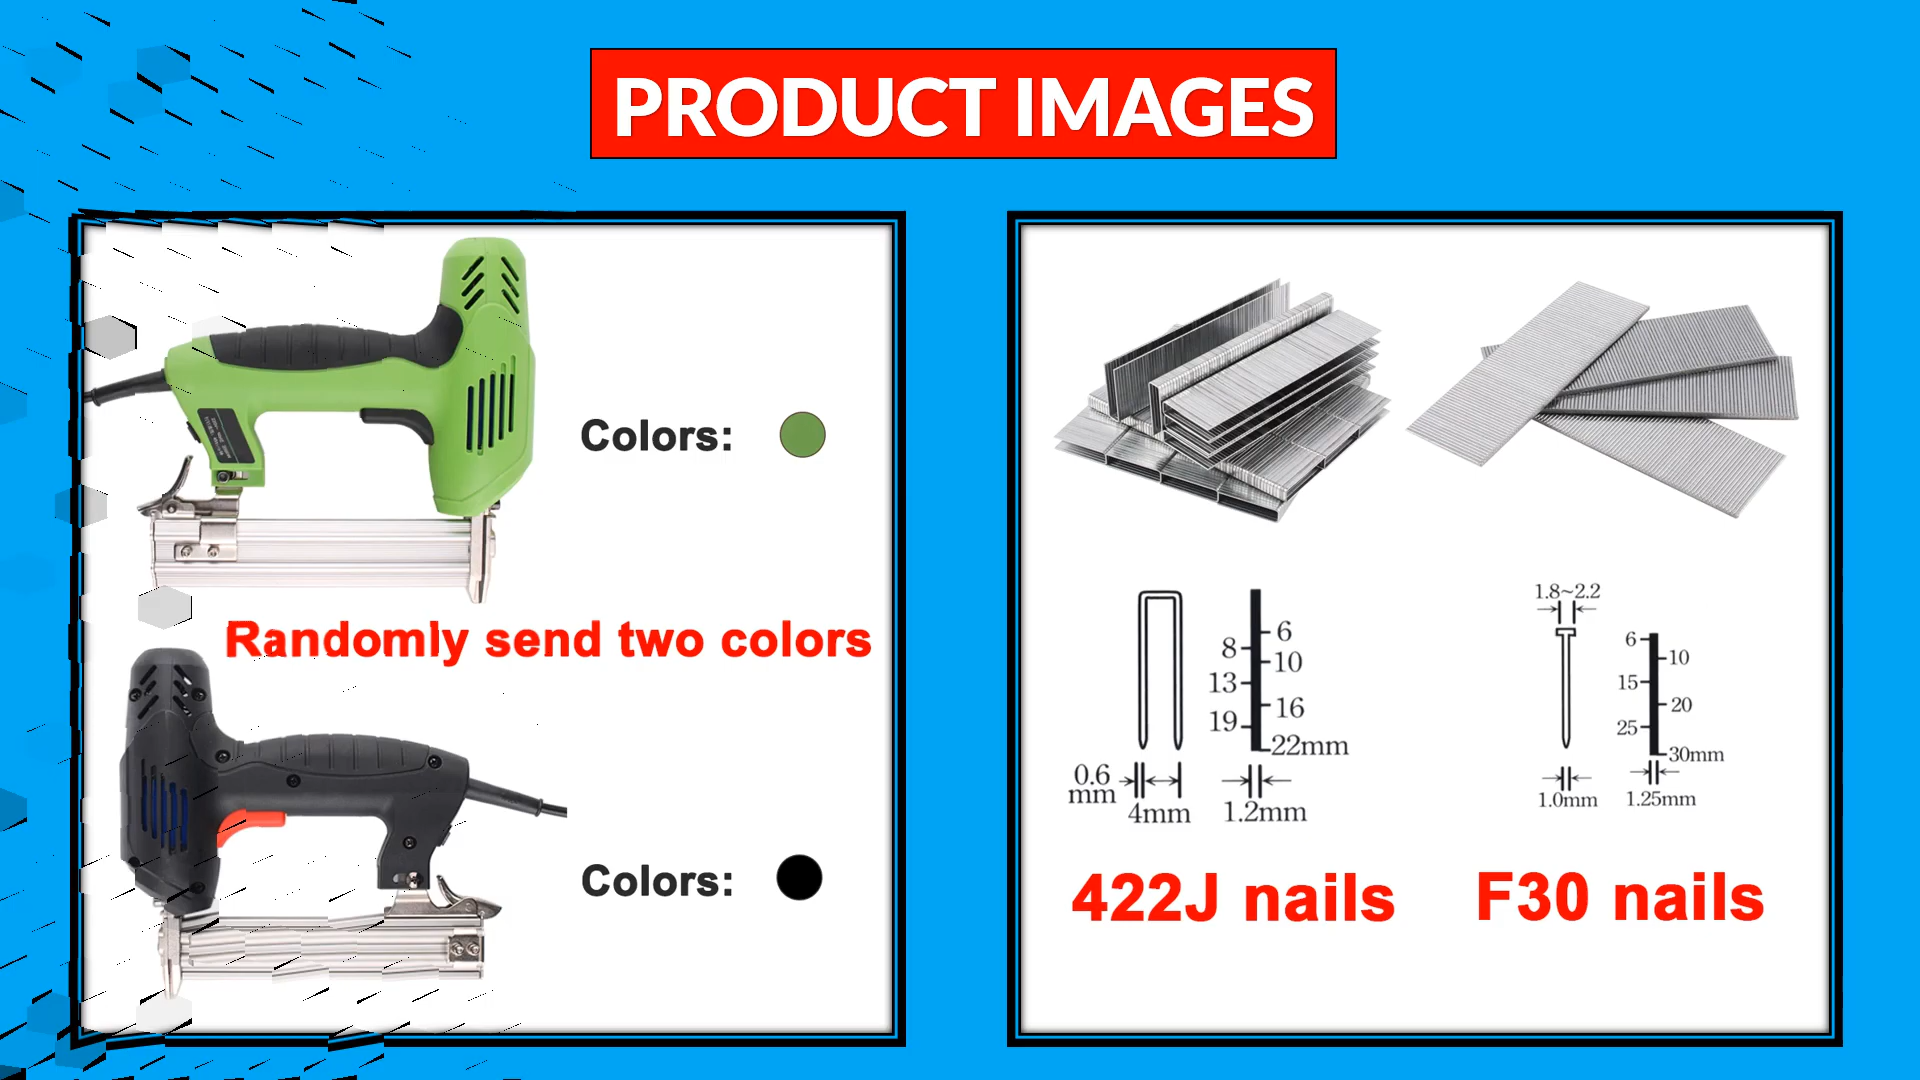 PRODUCT IMAGES
Colors:
Randomly send two colors
Colors:
6
8
10
13
16
19
22mm
0.6
mm
4mm
1.2mm
422J nails
1.8~2.2
6
10
15
20
25
30mm
1.0mm
1.25mm
F30 nails